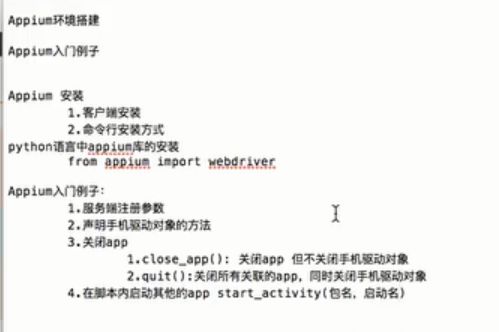 Appium环境搭建
Appium入门例子
Appium 安装
1.客户端安装
2.命令行安装方式
python语言中appium库的安装
from appium import webdriver
Appium入门例子:
1.服务端注册参数
2.声明手机驱动对象的方法
3.关闭app
1.close_app(): 关闭app 但不关闭手机驱动对象
2.quit():关闭所有关联的app，同时关闭手机驱动对象
4.在脚本内启动其他的app start_activity(包名，启动名)